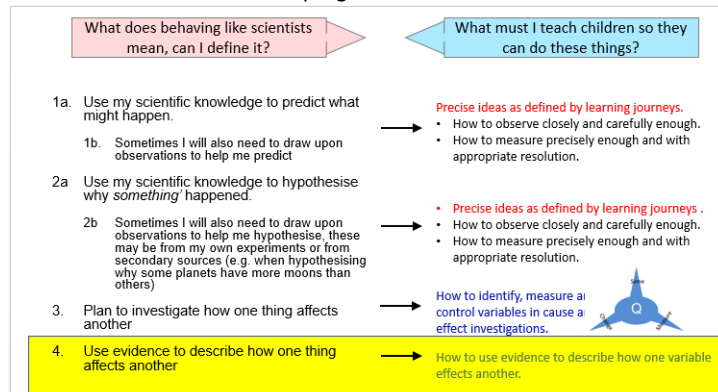 What does behaving like scientists
mean, can I define it?
What must I teach children so they
can do these things?
1a. Use my scientific knowledge to predict what
might happen.
1b. Sometimes I will also need to draw upon
observations to help me predict
Precise ideas as defined by learning journeys.
• How to observe closely and carefully enough.
• How to measure precisely enough and with
appropriate resolution.
2a Use my scientific knowledge to hypothesise
why something’ happened.
2b Sometimes I will also need to draw upon
observations to help me hypothesise, these
may be from my own experiments or from
secondary sources (e.g. when hypothesising
why some planets have more moons than
others)
• Precise ideas as defined by learning journeys .
• How to observe closely and carefully enough.
• How to measure precisely enough and with
appropriate resolution.
3. Plan to investigate how one thing affects
another
How to identify, measure
control variables in cause
effect investigations.
Same
Change
Q
Measure
4. Use evidence to describe how one thing
affects another
How to use evidence to describe how one variable
effects another.